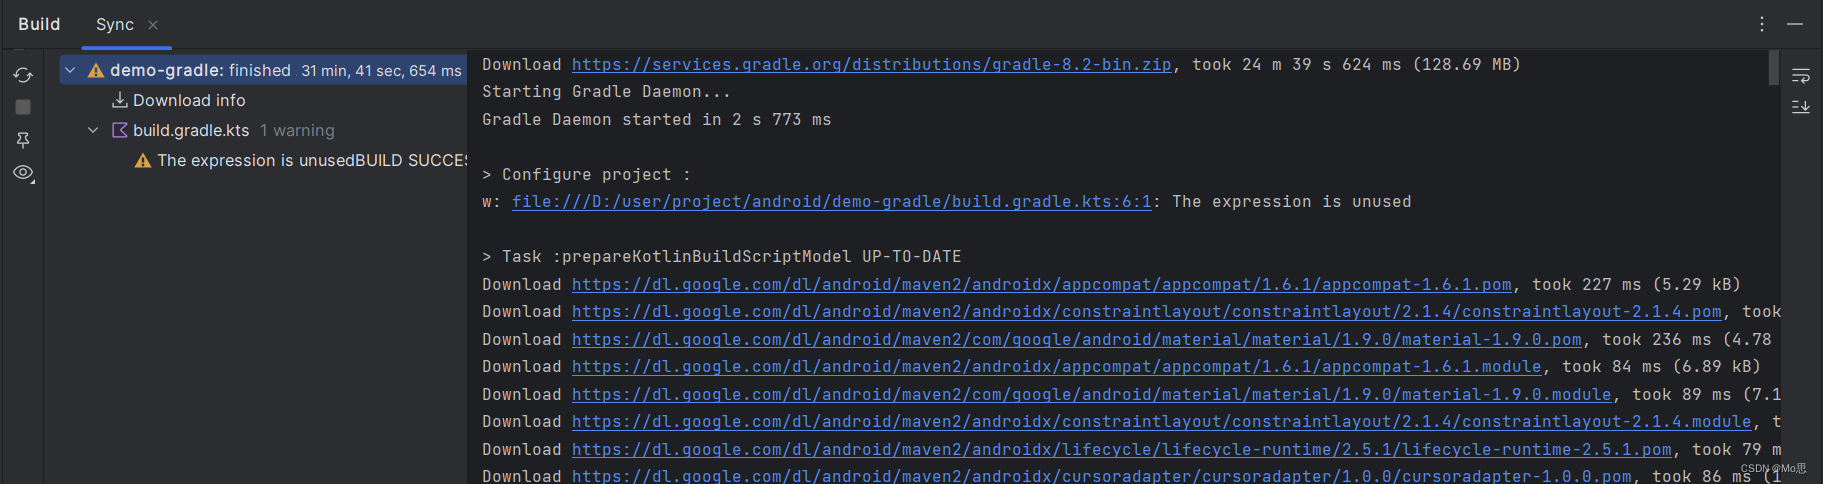 Build Sync
demo-gradle: finished 31 min, 41 sec, 654 ms
Download info
build.gradle.kts 1 warning
The expression is unusedBUILD SUCCES
Download https://services.gradle.org/distributions/gradle-8.2-bin.zip, took 24 m 39 s 624 ms (128.69 MB)
Starting Gradle Daemon...
Gradle Daemon started in 2 s 773 ms
> Configure project :
w: file:///D:/user/project/android/demo-gradle/build.gradle.kts:6:1: The expression is unused
> Task :prepareKotlinBuildScriptModel UP-TO-DATE
Download https://dl.google.com/dl/android/maven2/androidx/appcompat/appcompat/1.6.1/appcompat-1.6.1.pom, took 227 ms (5.29 kB)
Download https://dl.google.com/dl/android/maven2/androidx/constraintlayout/constraintlayout/2.1.4/constraintlayout-2.1.4.pom, took
Download https://dl.google.com/dl/android/maven2/com/google/android/material/material/1.9.0/material-1.9.0.pom, took 236 ms (4.78
Download https://dl.google.com/dl/android/maven2/androidx/appcompat/appcompat/1.6.1/appcompat-1.6.1.module, took 84 ms (6.89 kB)
Download https://dl.google.com/dl/android/maven2/com/google/android/material/material/1.9.0/material-1.9.0.module, took 89 ms (7.1
Download https://dl.google.com/dl/android/maven2/androidx/constraintlayout/constraintlayout/2.1.4/constraintlayout-2.1.4.module, t
Download https://dl.google.com/dl/android/maven2/androidx/lifecycle/lifecycle-runtime/2.5.1/lifecycle-runtime-2.5.1.pom, took 79 m
Download https://dl.google.com/dl/android/maven2/androidx/cursoradapter/cursoradapter/1.0.0/cursoradapter-1.0.0.pom, took 86 ms (1
CSDN @Mo思